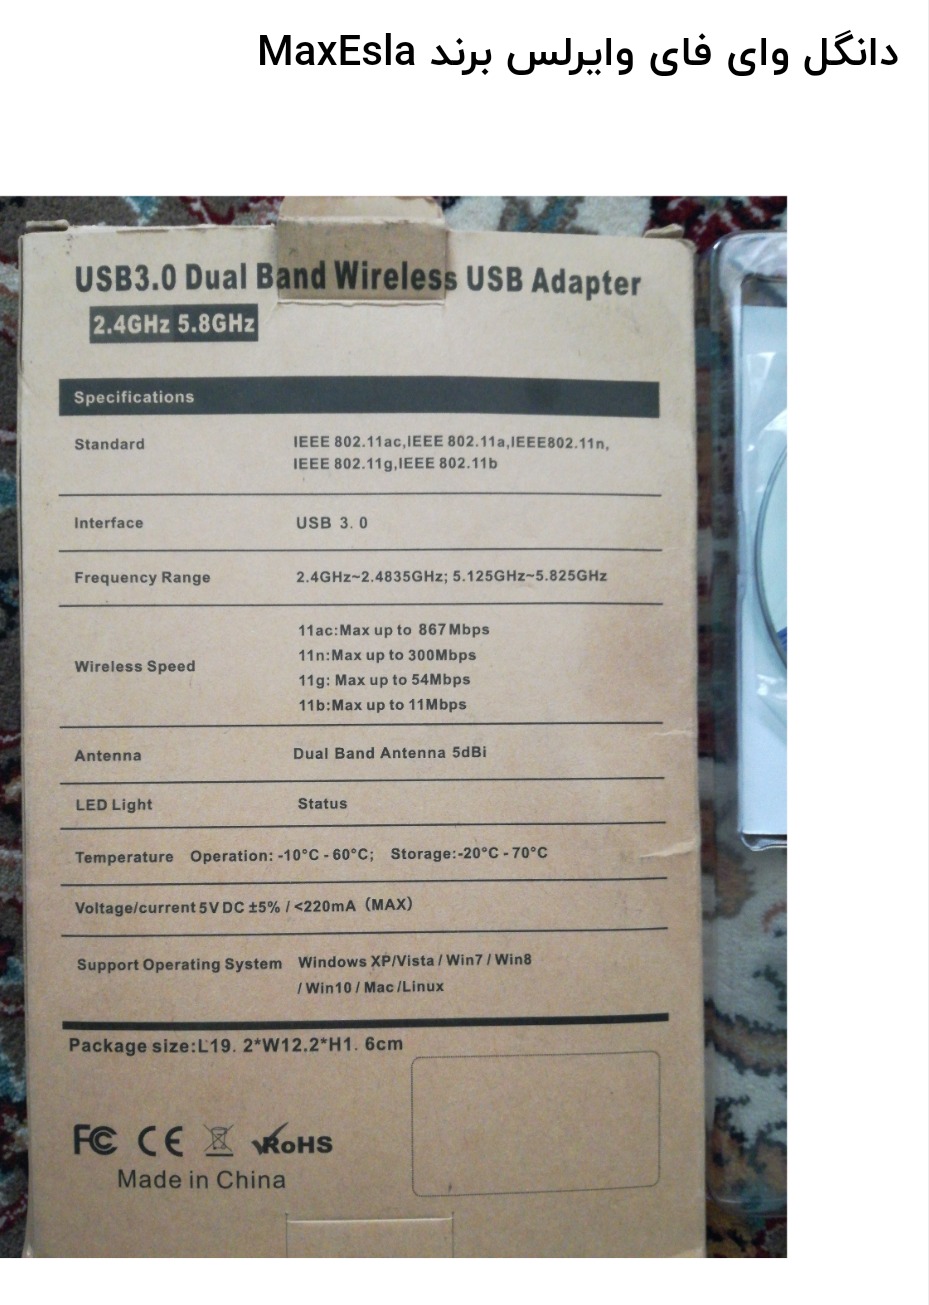 دانگل وای فای وایرلس برند MaxEsla
USB3.0 Dual Band Wireless USB Adapter
2.4GHz 5.8GHz
Specifications
Standard IEEE 802.11ac,IEEE 802.11a,IEEE802.11n,
IEEE 802.11g,IEEE 802.11b
Interface USB 3. 0
Frequency Range 2.4GHz~2.4835GHz; 5.125GHz~5.825GHz
Wireless Speed
11ac:Max up to 867Mbps
11n:Max up to 300Mbps
11g: Max up to 54Mbps
11b:Max up to 11Mbps
Antenna Dual Band Antenna 5dBi
LED Light Status
Temperature Operation: -10°C - 60°C; Storage:-20°C - 70°C
Voltage/current 5V DC ±5% / <220mA (MAX)
Support Operating System Windows XP/Vista / Win7 / Win8
/ Win10 / Mac /Linux
Package size:L19. 2*W12.2*H1. 6cm
FC CE RoHS
Made in China